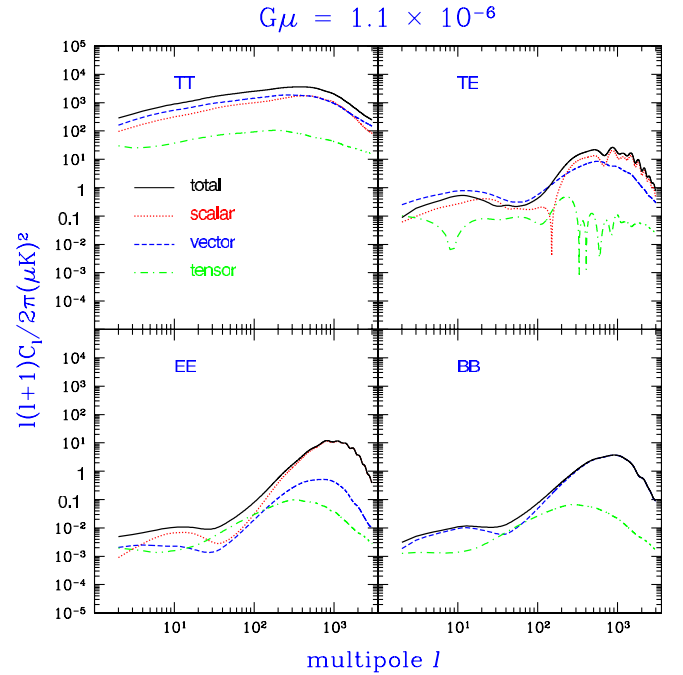 Gμ = 1.1 × 10⁻⁶
l(l+1)C_l/2π(μK)²
10⁵
10⁴
10³
10²
10¹
1
0.1
10⁻²
10⁻³
10⁻⁴
TT
total
scalar
vector
tensor
TE
10⁴
10³
10²
10¹
1
0.1
10⁻²
10⁻³
10⁻⁴
10⁻⁵
EE
BB
10¹
10²
10³
10¹
10²
10³
multipole l